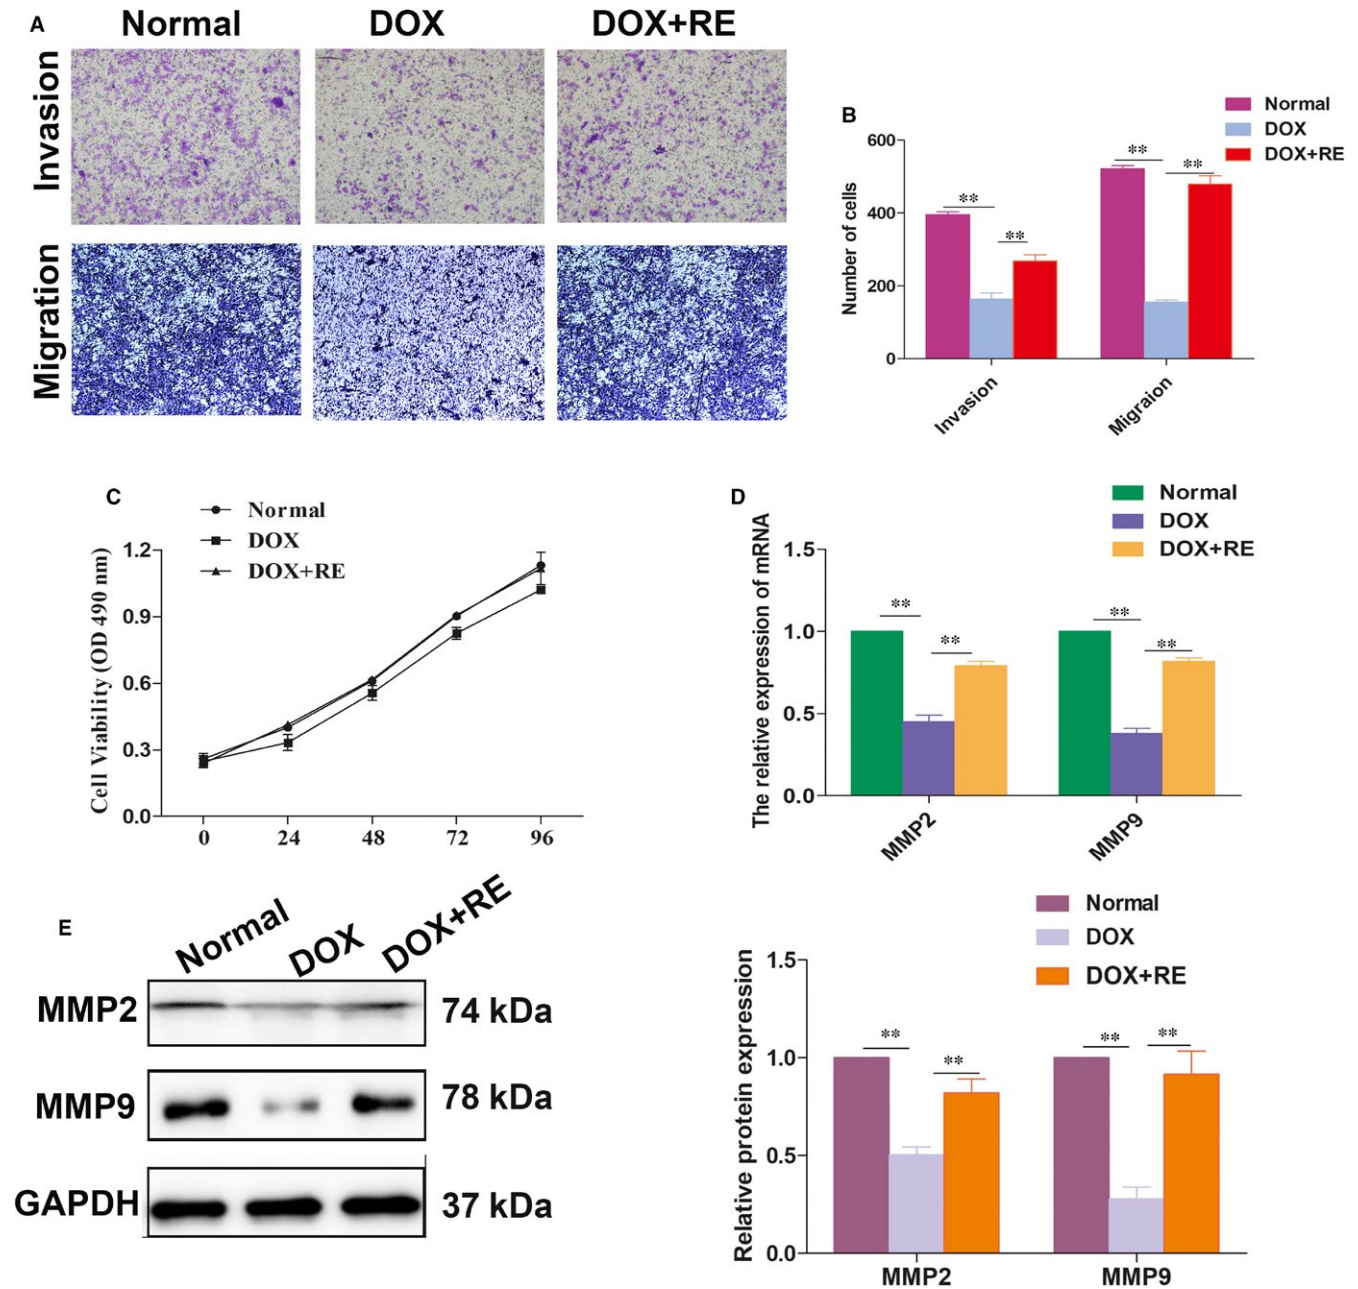 A
Normal DOX DOX+RE
Invasion
Migration
B
Normal
DOX
DOX+RE
Number of cells
600
400
200
0
** ** ** **
Invasion Migraion
C
Normal
DOX
DOX+RE
Cell Viability (OD 490 nm)
1.2
0.9
0.6
0.3
0.0
0 24 48 72 96
D
Normal
DOX
DOX+RE
The relative expression of mRNA
1.5
1.0
0.5
0.0
** ** ** **
MMP2 MMP9
E
Normal DOX DOX+RE
MMP2 74 kDa
MMP9 78 kDa
GAPDH 37 kDa
Normal
DOX
DOX+RE
Relative protein expression
1.5
1.0
0.5
0.0
** ** ** **
MMP2 MMP9